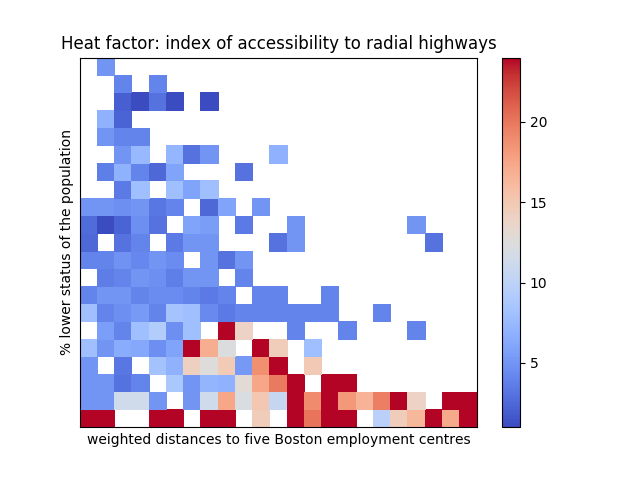 Heat factor: index of accessibility to radial highways
% lower status of the population
weighted distances to five Boston employment centres
20
15
10
5